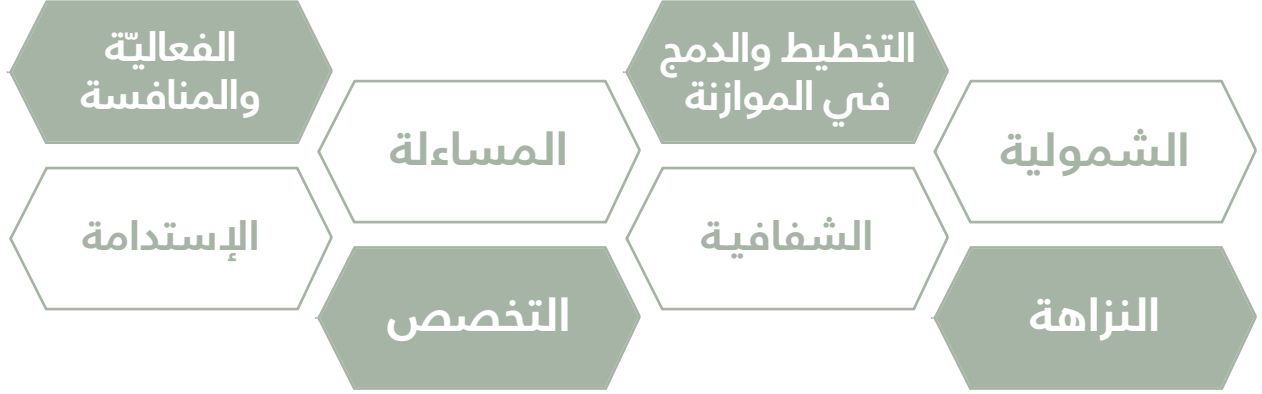 الشمولية
النزاهة
التخطيط والدمج
في الموازنة
الشفافية
المساءلة
التخصص
الفعاليّة
والمنافسة
الإستدامة